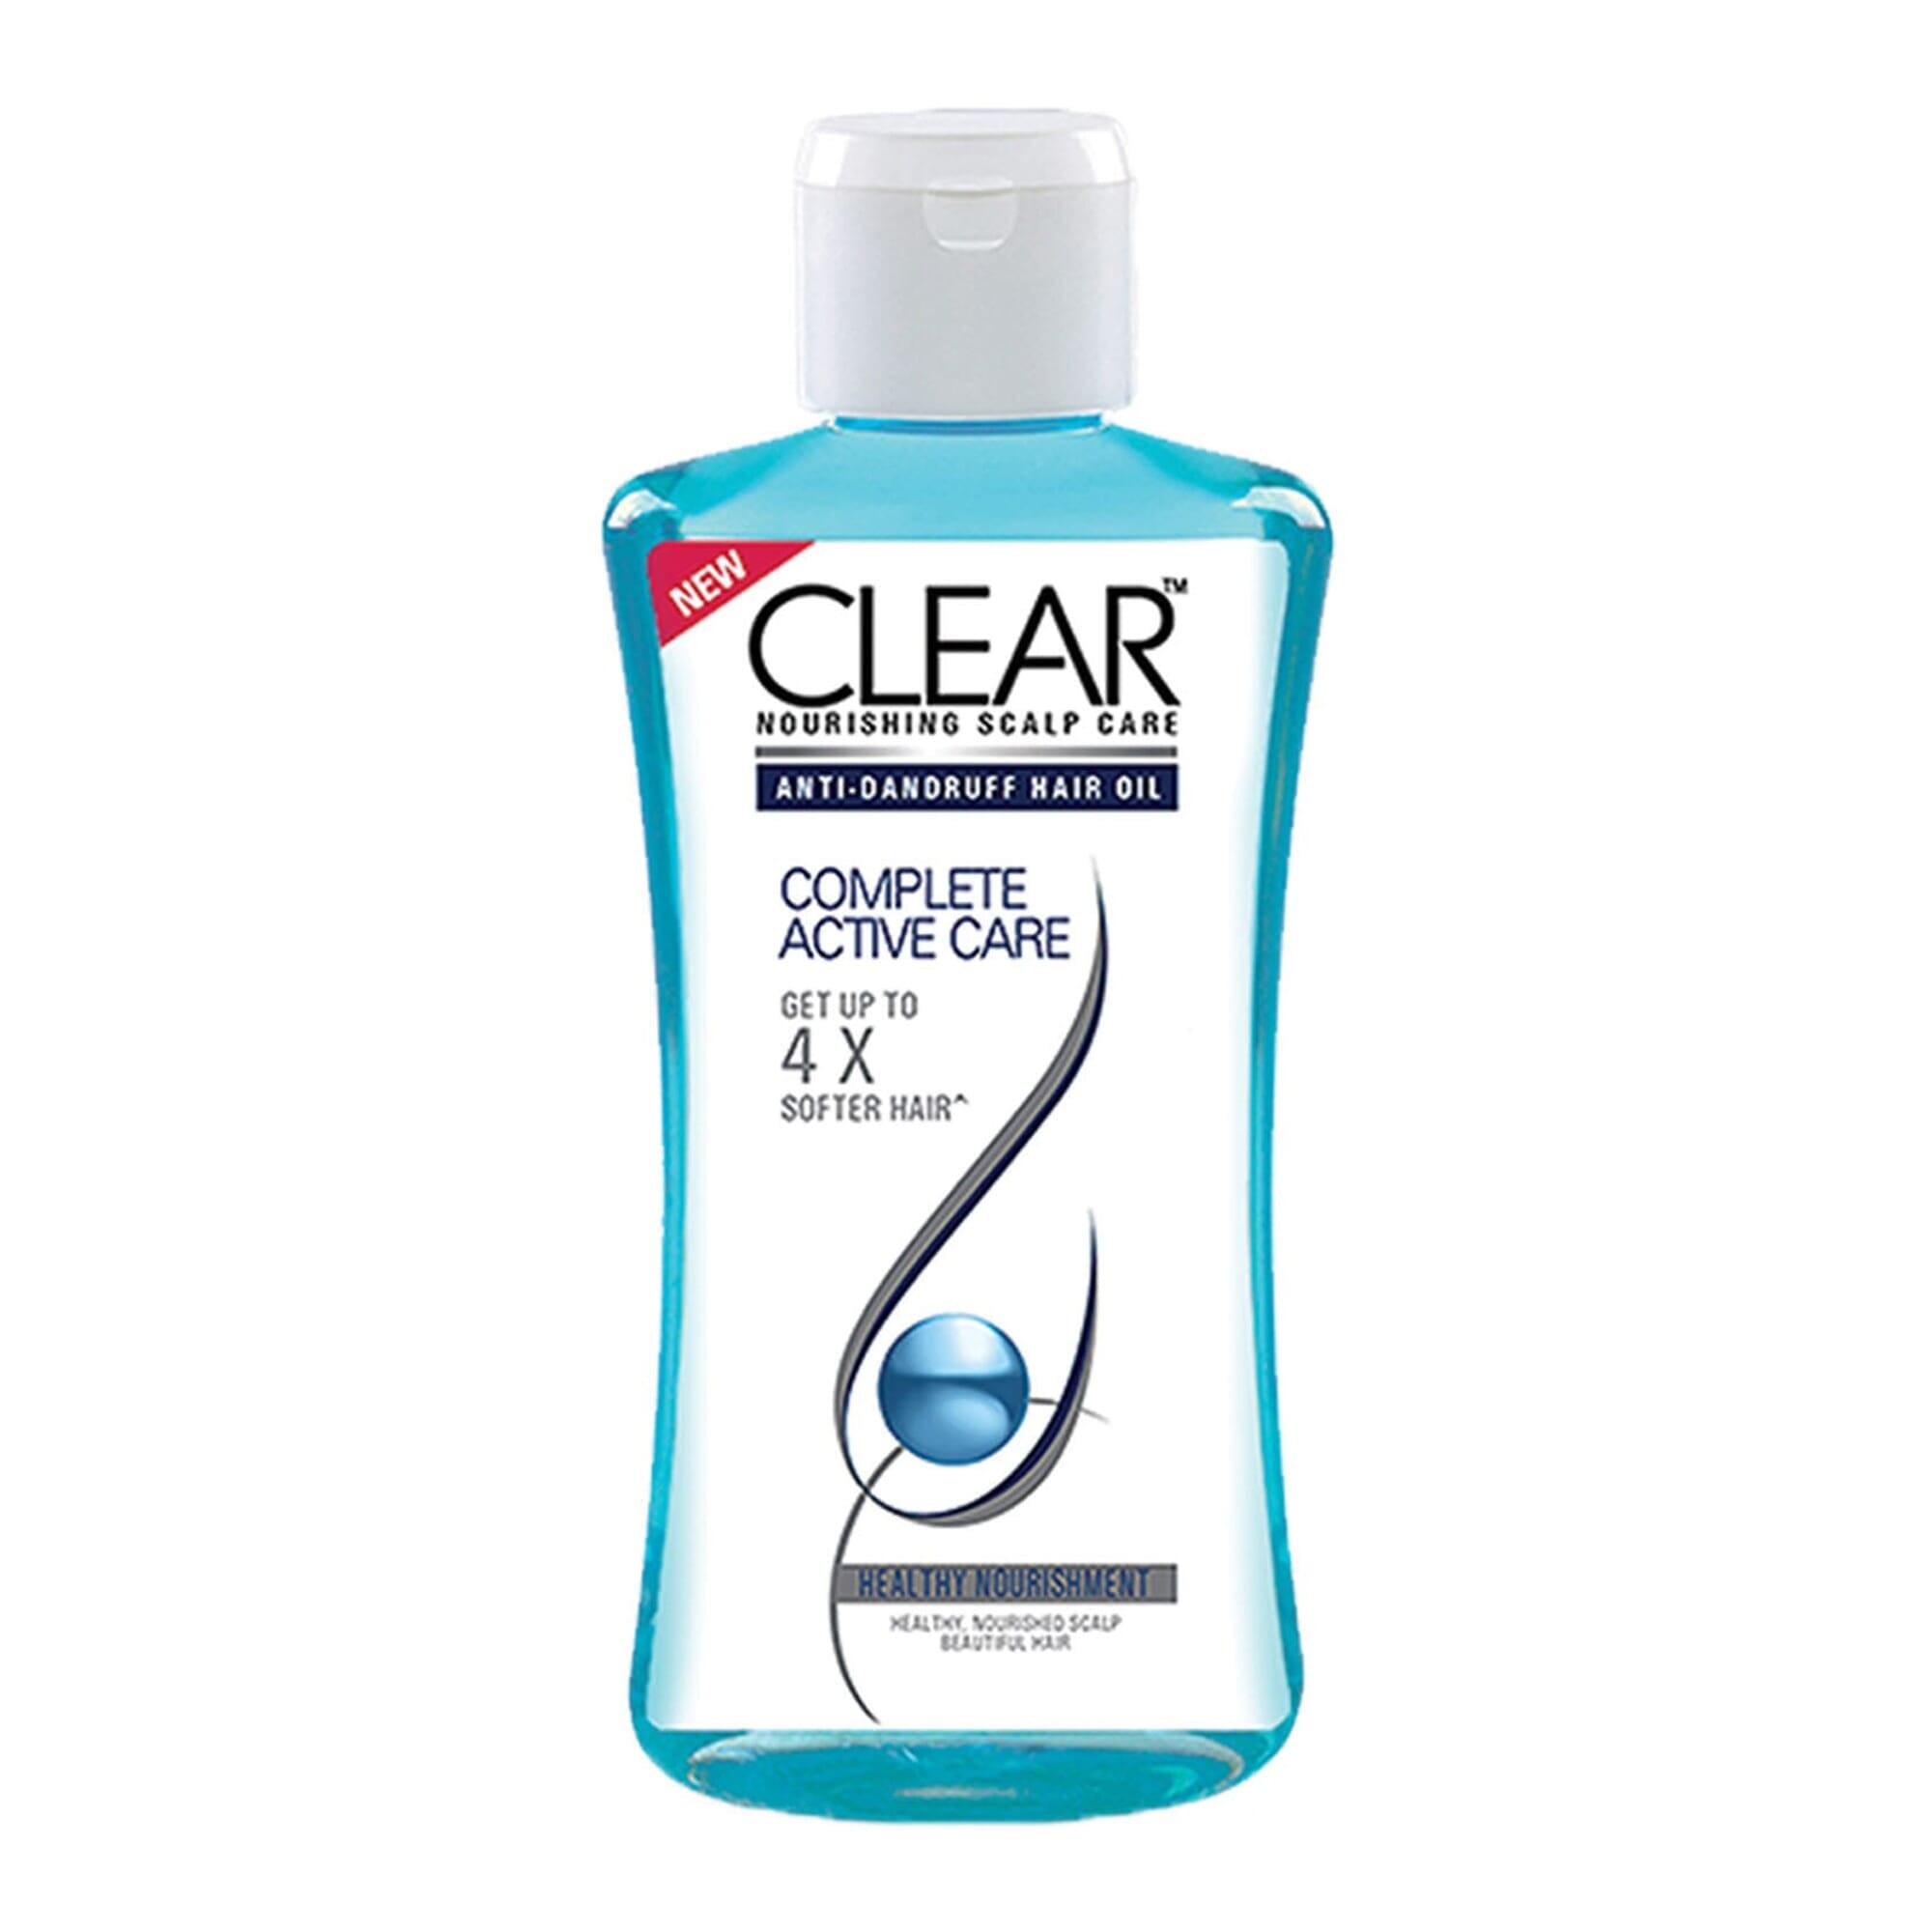 NEW
CLEAR™
NOURISHING SCALP CARE
ANTI-DANDRUFF HAIR OIL
COMPLETE
ACTIVE CARE
GET UP TO
4 X
SOFTER HAIR^
HEALTHY NOURISHMENT
HEALTHY, NOURISHED SCALP
BEAUTIFUL HAIR